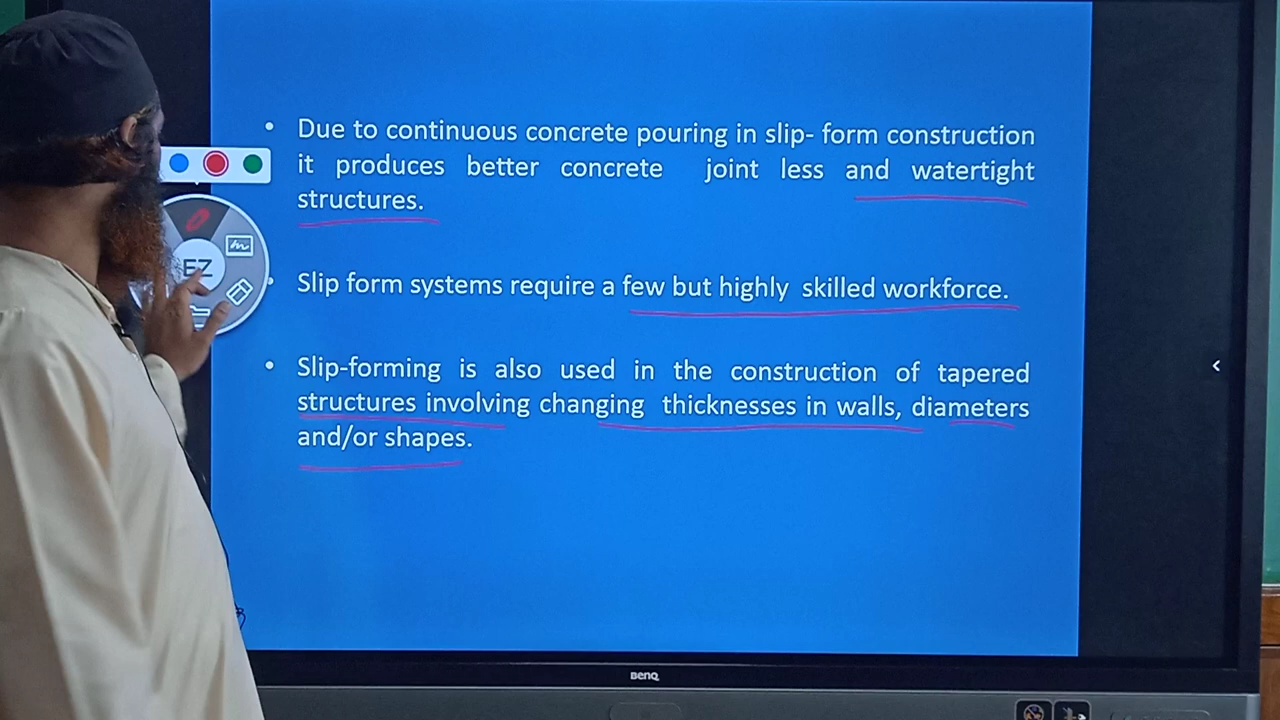 • Due to continuous concrete pouring in slip- form construction
it produces better concrete joint less and watertight
structures.
EZ
• Slip form systems require a few but highly skilled workforce.
• Slip-forming is also used in the construction of tapered
structures involving changing thicknesses in walls, diameters
and/or shapes.
BenQ